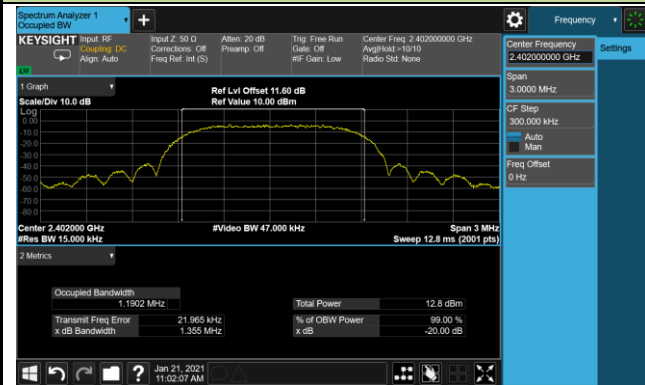 Spectrum Analyzer 1
Occupied BW
Frequency
KEYSIGHT
Input: RF
Coupling: DC
Align: Auto
Input Z: 50 Ω
Corrections: Off
Freq Ref: Int (S)
Atten: 20 dB
Preamp: Off
Trig: Free Run
Gate: Off
#IF Gain: Low
Center Freq: 2.402000000 GHz
Avg|Hold:>10/10
Radio Std: None
Center Frequency
2.402000000 GHz
Settings
Span
3.0000 MHz
CF Step
300.000 kHz
Auto
Man
Freq Offset
0 Hz
1 Graph
Scale/Div 10.0 dB
Ref Lvl Offset 11.60 dB
Ref Value 10.00 dBm
Log
0.00
-10.0
-20.0
-30.0
-40.0
-50.0
-60.0
-70.0
-80.0
Center 2.402000 GHz
#Video BW 47.000 kHz
Span 3 MHz
#Res BW 15.000 kHz
Sweep 12.8 ms (2001 pts)
2 Metrics
Occupied Bandwidth
1.1902 MHz
Total Power 12.8 dBm
Transmit Freq Error 21.965 kHz
% of OBW Power 99.00 %
x dB Bandwidth 1.355 MHz
x dB -20.00 dB
Jan 21, 2021
11:02:07 AM